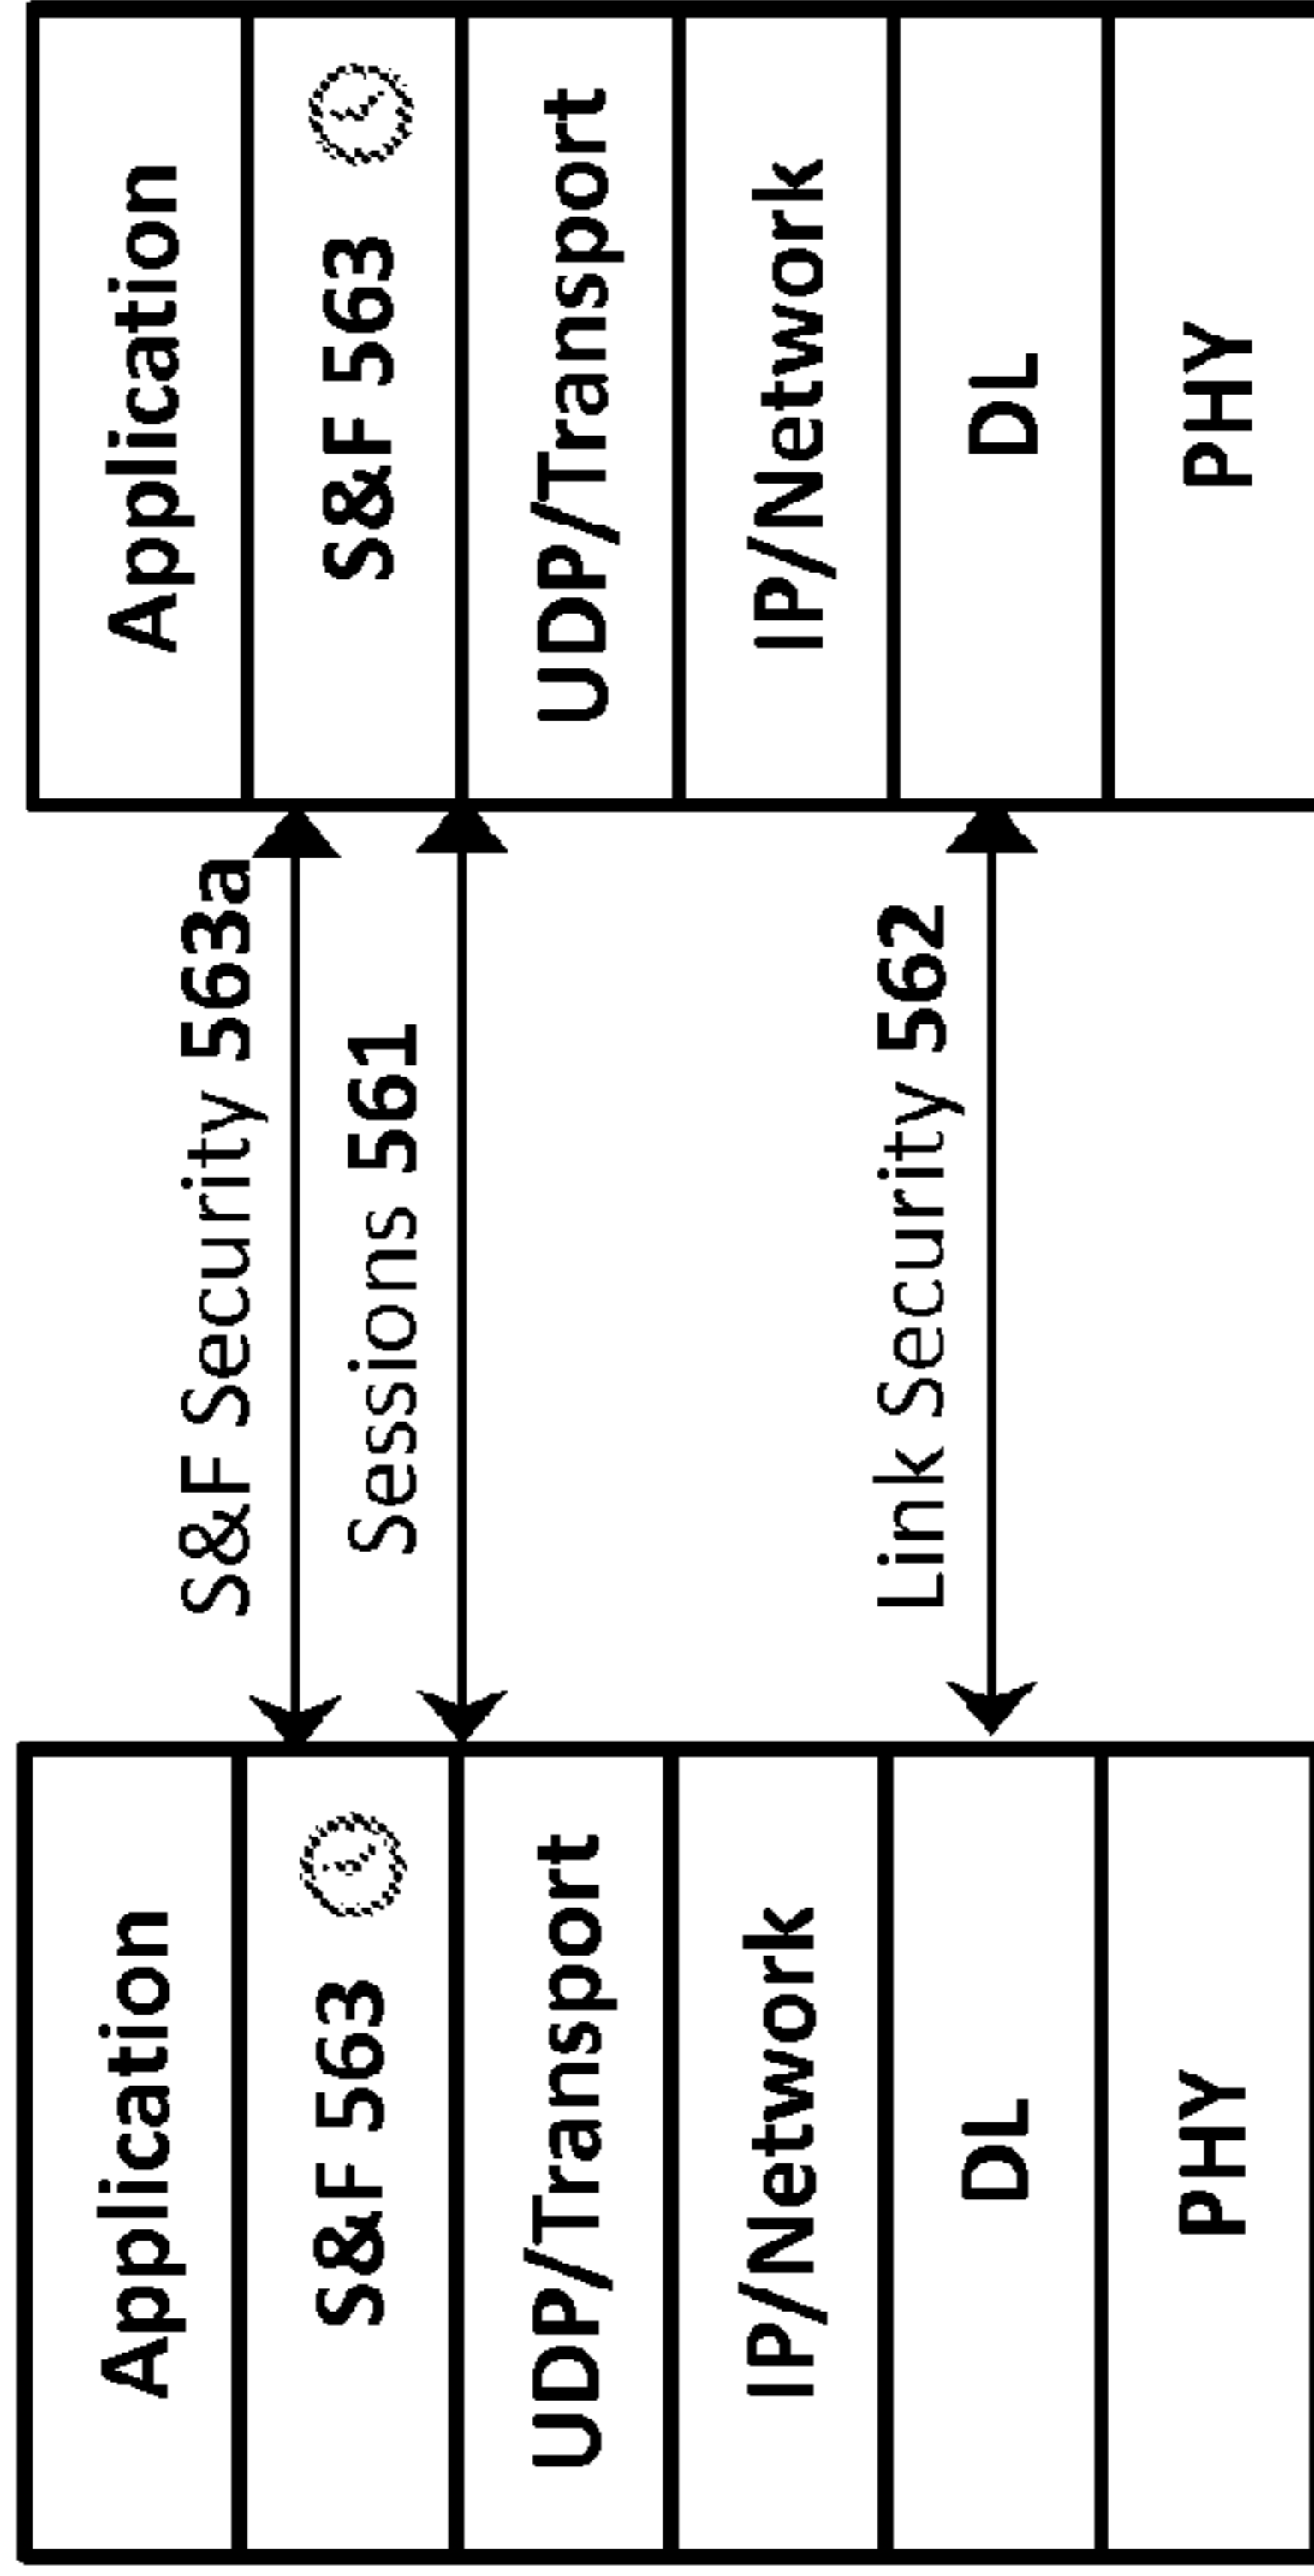 Application
S&F 563
UDP/Transport
IP/Network
DL
PHY
S&F Security 563a
Sessions 561
Link Security 562
Application
S&F 563
UDP/Transport
IP/Network
DL
PHY